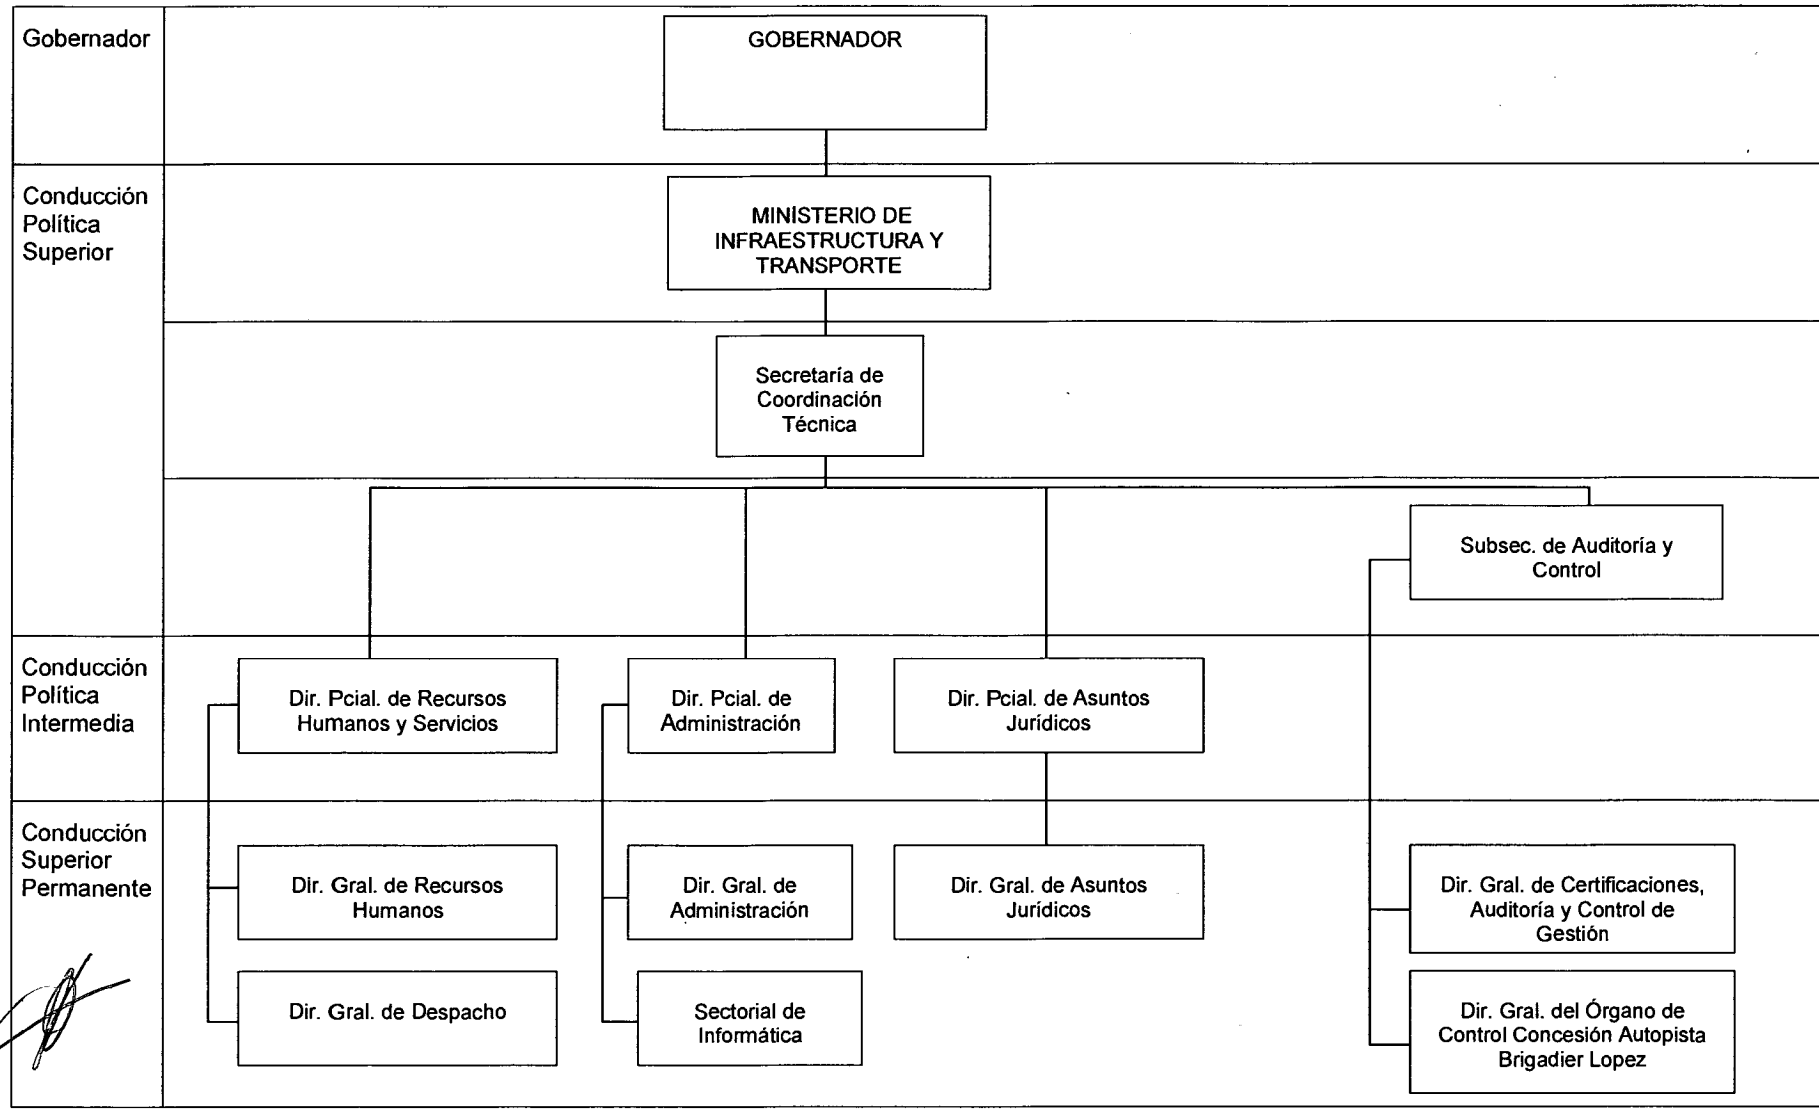 Gobernador
GOBERNADOR
Conducción
Política
Superior
MINISTERIO DE
INFRAESTRUCTURA Y
TRANSPORTE
Secretaría de
Coordinación
Técnica
Subsec. de Auditoría y
Control
Conducción
Política
Intermedia
Dir. Pcial. de Recursos
Humanos y Servicios
Dir. Pcial. de
Administración
Dir. Pcial. de Asuntos
Jurídicos
Conducción
Superior
Permanente
Dir. Gral. de Recursos
Humanos
Dir. Gral. de
Administración
Dir. Gral. de Asuntos
Jurídicos
Dir. Gral. de Certificaciones,
Auditoría y Control de
Gestión
Dir. Gral. de Despacho
Sectorial de
Informática
Dir. Gral. del Órgano de
Control Concesión Autopista
Brigadier Lopez